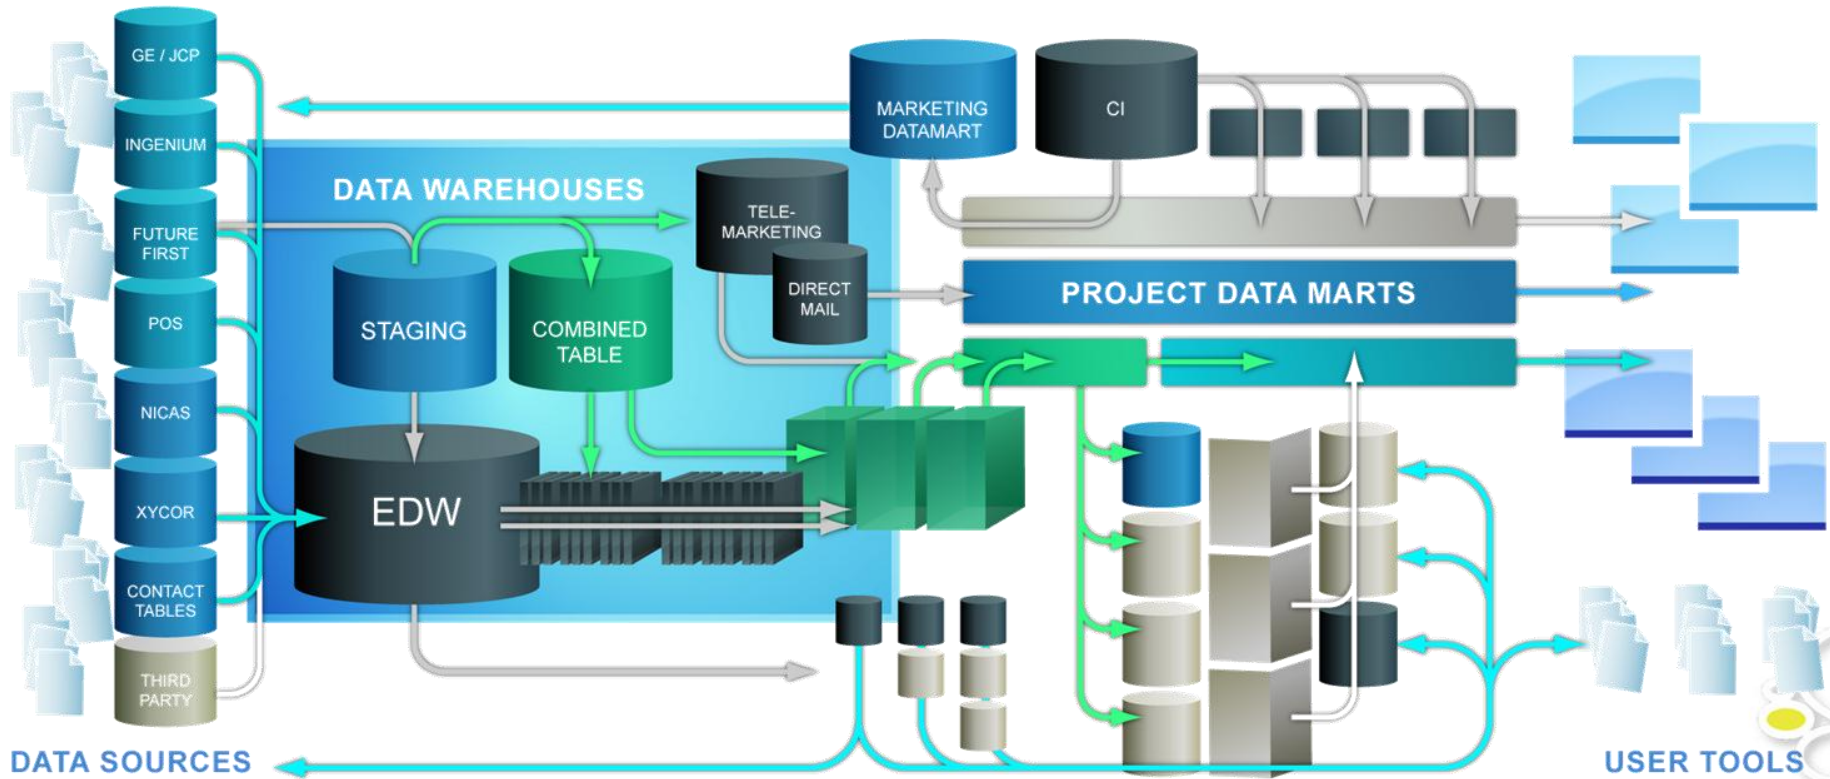 GE / JCP
INGENIUM
FUTURE
FIRST
POS
NICAS
XYCOR
CONTACT
TABLES
THIRD
PARTY
DATA SOURCES
DATA WAREHOUSES
STAGING
COMBINED
TABLE
TELE-
MARKETING
DIRECT
MAIL
EDW
MARKETING
DATAMART
CI
PROJECT DATA MARTS
USER TOOLS